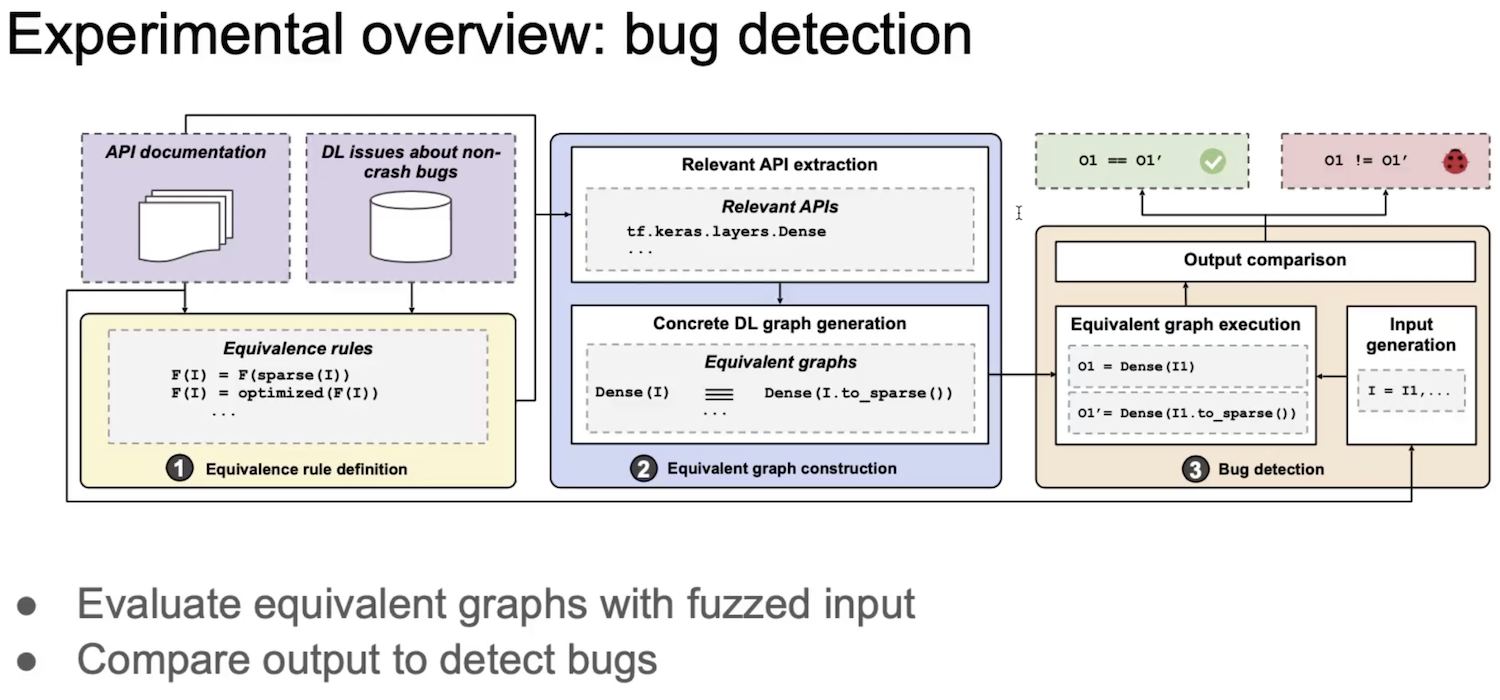 Experimental overview: bug detection
API documentation
DL issues about non-
crash bugs
Equivalence rules
F(I) = F(sparse(I))
F(I) = optimized(F(I))
...
1 Equivalence rule definition
Relevant API extraction
Relevant APIs
tf.keras.layers.Dense
...
Concrete DL graph generation
Equivalent graphs
Dense(I) ≡ Dense(I.to_sparse())
...
2 Equivalent graph construction
O1 == O1′
O1 != O1′
Output comparison
Equivalent graph execution
O1 = Dense(I1)
O1′= Dense(I1.to_sparse())
Input
generation
I = I1,...
3 Bug detection
● Evaluate equivalent graphs with fuzzed input
● Compare output to detect bugs